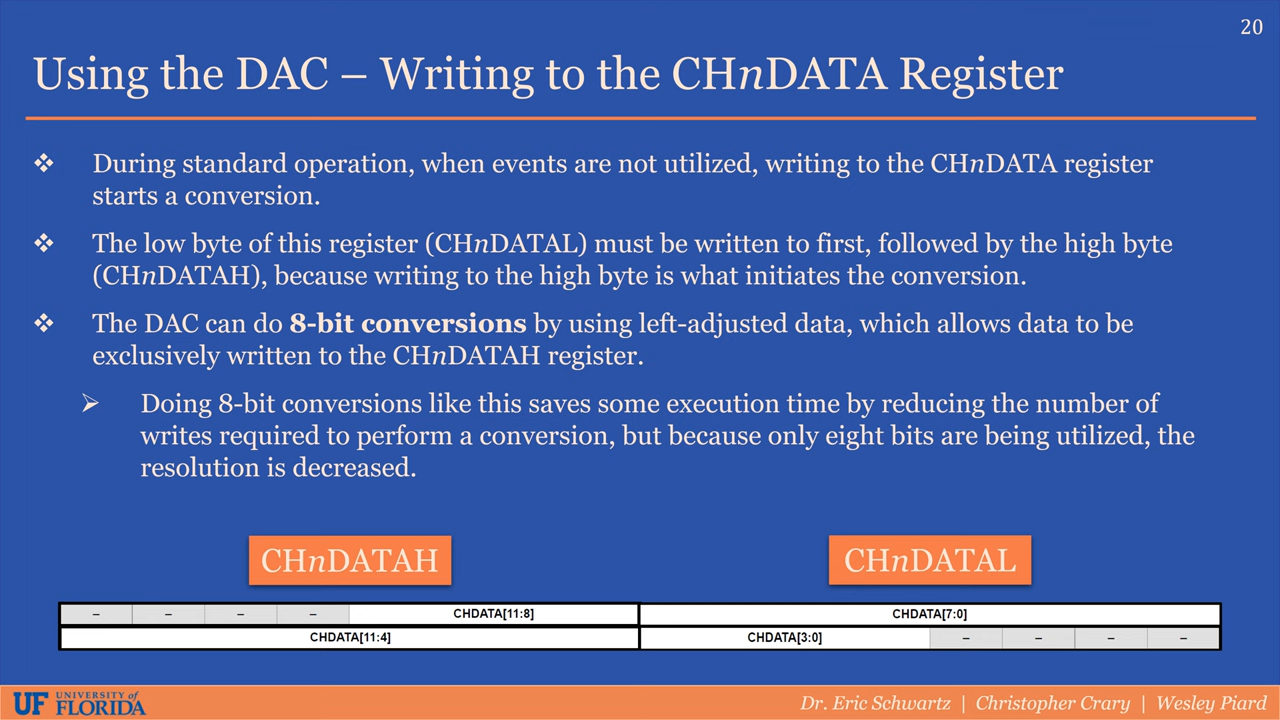 20
Using the DAC – Writing to the CHnDATA Register
❖ During standard operation, when events are not utilized, writing to the CHnDATA register
starts a conversion.
❖ The low byte of this register (CHnDATAL) must be written to first, followed by the high byte
(CHnDATAH), because writing to the high byte is what initiates the conversion.
❖ The DAC can do 8-bit conversions by using left-adjusted data, which allows data to be
exclusively written to the CHnDATAH register.
➢ Doing 8-bit conversions like this saves some execution time by reducing the number of
writes required to perform a conversion, but because only eight bits are being utilized, the
resolution is decreased.
CHnDATAH CHnDATAL
– – – – CHDATA[11:8] CHDATA[7:0]
CHDATA[11:4] CHDATA[3:0] – – – –
UF UNIVERSITY of
FLORIDA
Dr. Eric Schwartz | Christopher Crary | Wesley Piard